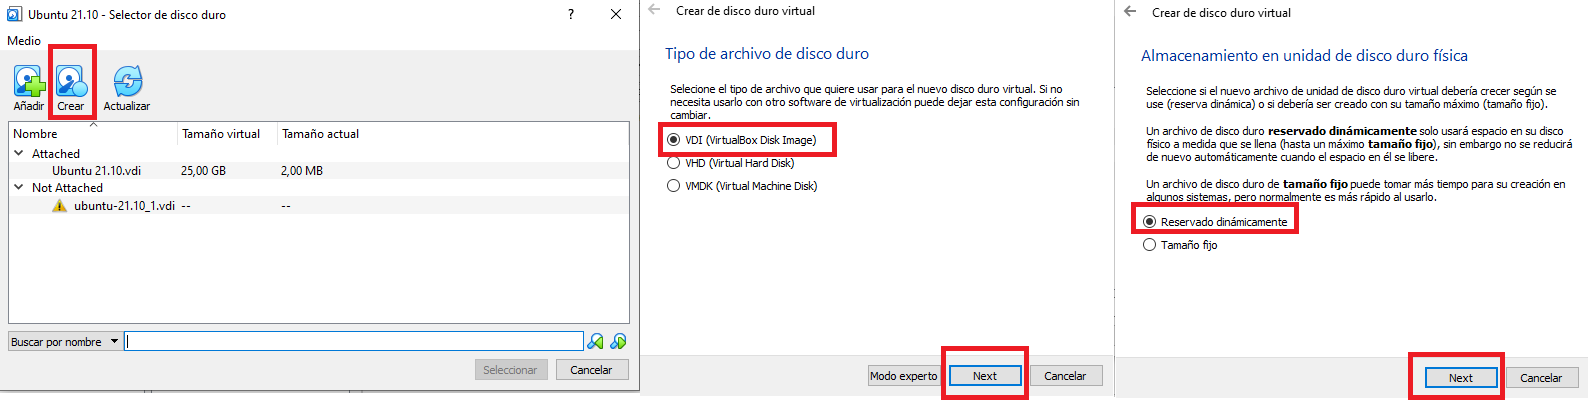 Ubuntu 21.10 - Selector de disco duro
Medio
Añadir Crear Actualizar
Nombre Tamaño virtual Tamaño actual
Attached
Ubuntu 21.10.vdi 25,00 GB 2,00 MB
Not Attached
ubuntu-21.10_1.vdi -- --
Buscar por nombre
Seleccionar Cancelar
Crear de disco duro virtual
Tipo de archivo de disco duro
Seleccione el tipo de archivo que quiere usar para el nuevo disco duro virtual. Si no
necesita usarlo con otro software de virtualización puede dejar esta configuración sin
cambiar.
VDI (VirtualBox Disk Image)
VHD (Virtual Hard Disk)
VMDK (Virtual Machine Disk)
Modo experto Next Cancelar
Crear de disco duro virtual
Almacenamiento en unidad de disco duro física
Seleccione si el nuevo archivo de unidad de disco duro virtual debería crecer según se
use (reserva dinámica) o si debería ser creado con su tamaño máximo (tamaño fijo).
Un archivo de disco duro reservado dinámicamente solo usará espacio en su disco
físico a medida que se llena (hasta un máximo tamaño fijo), sin embargo no se reducirá
de nuevo automáticamente cuando el espacio en él se libere.
Un archivo de disco duro de tamaño fijo puede tomar más tiempo para su creación en
algunos sistemas, pero normalmente es más rápido al usarlo.
Reservado dinámicamente
Tamaño fijo
Next Cancelar